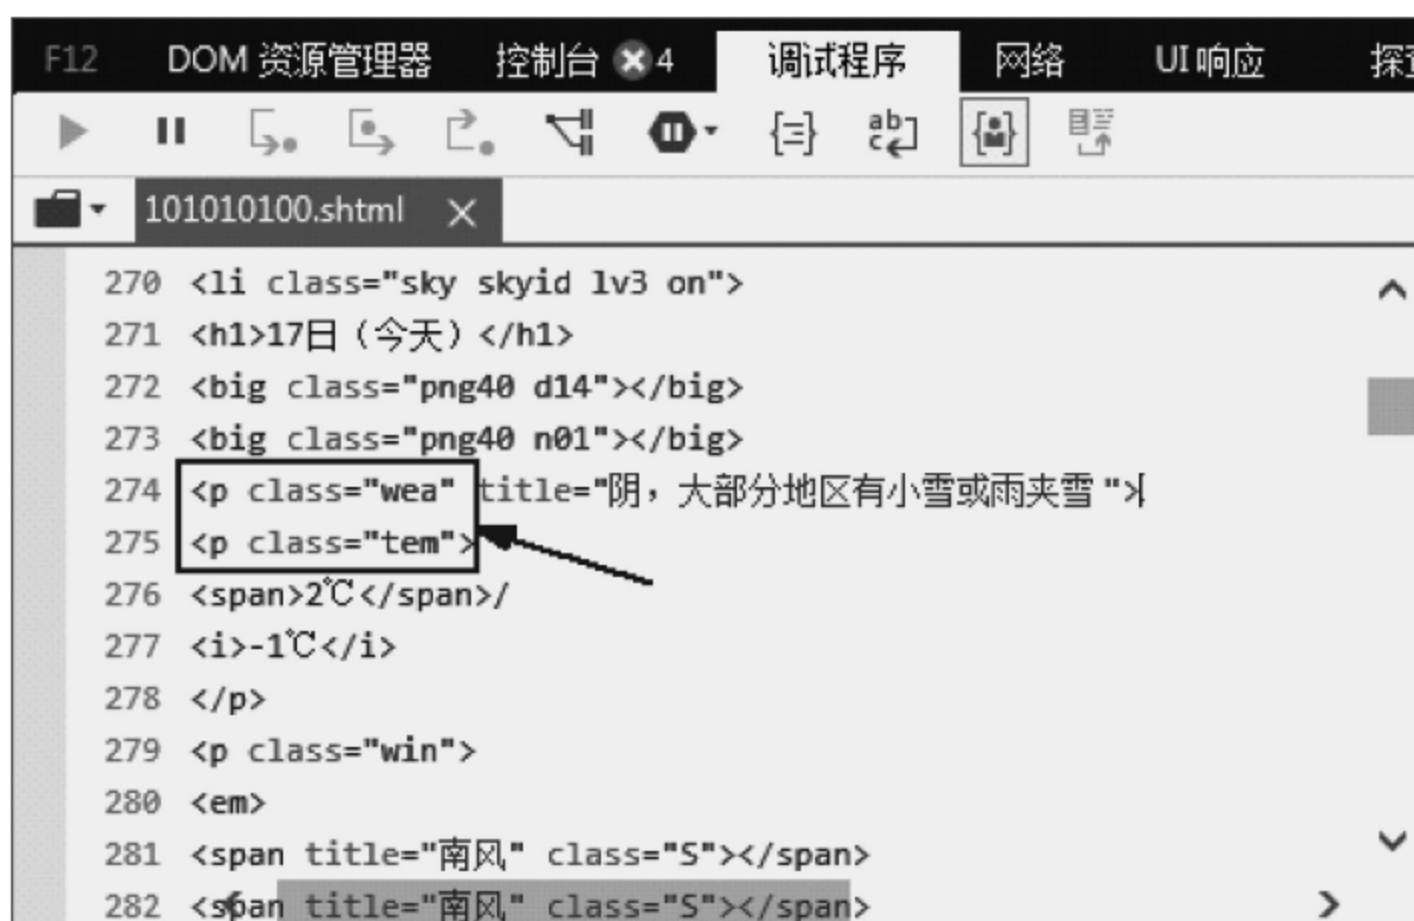 F12 DOM 资源管理器 控制台 4 调试程序 网络 UI 响应 探查
101010100.shtml
270 <li class="sky skyid lv3 on">
271 <h1>17日（今天）</h1>
272 <big class="png40 d14"></big>
273 <big class="png40 n01"></big>
274 <p class="wea" title="阴，大部分地区有小雪或雨夹雪 ">
275 <p class="tem">
276 <span>2℃</span>/
277 <i>-1℃</i>
278 </p>
279 <p class="win">
280 <em>
281 <span title="南风" class="S"></span>
282 <span title="南风" class="S"></span>